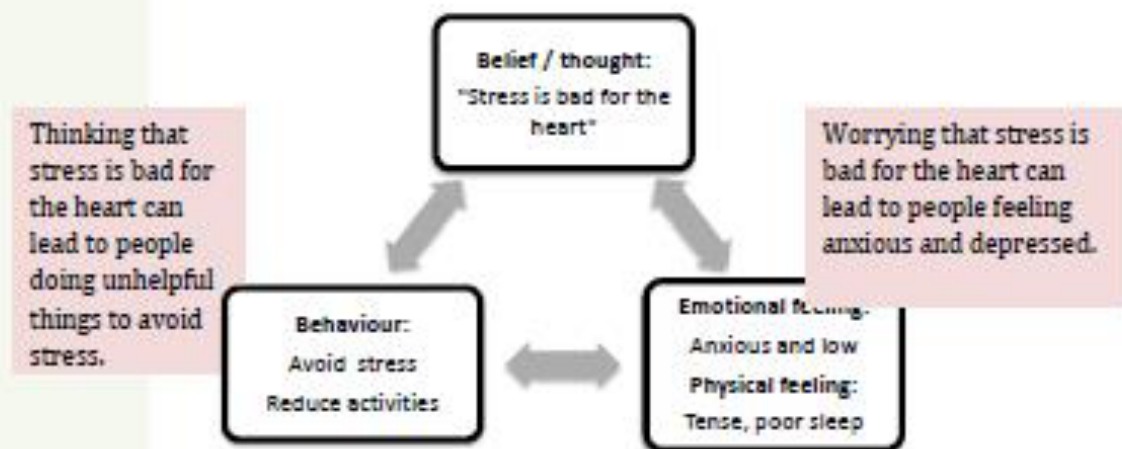 Belief / thought:
"Stress is bad for the
heart"
Thinking that
stress is bad for
the heart can
lead to people
doing unhelpful
things to avoid
stress.
Worrying that stress is
bad for the heart can
lead to people feeling
anxious and depressed.
Behaviour:
Avoid stress
Reduce activities
Emotional feeling:
Anxious and low
Physical feeling:
Tense, poor sleep